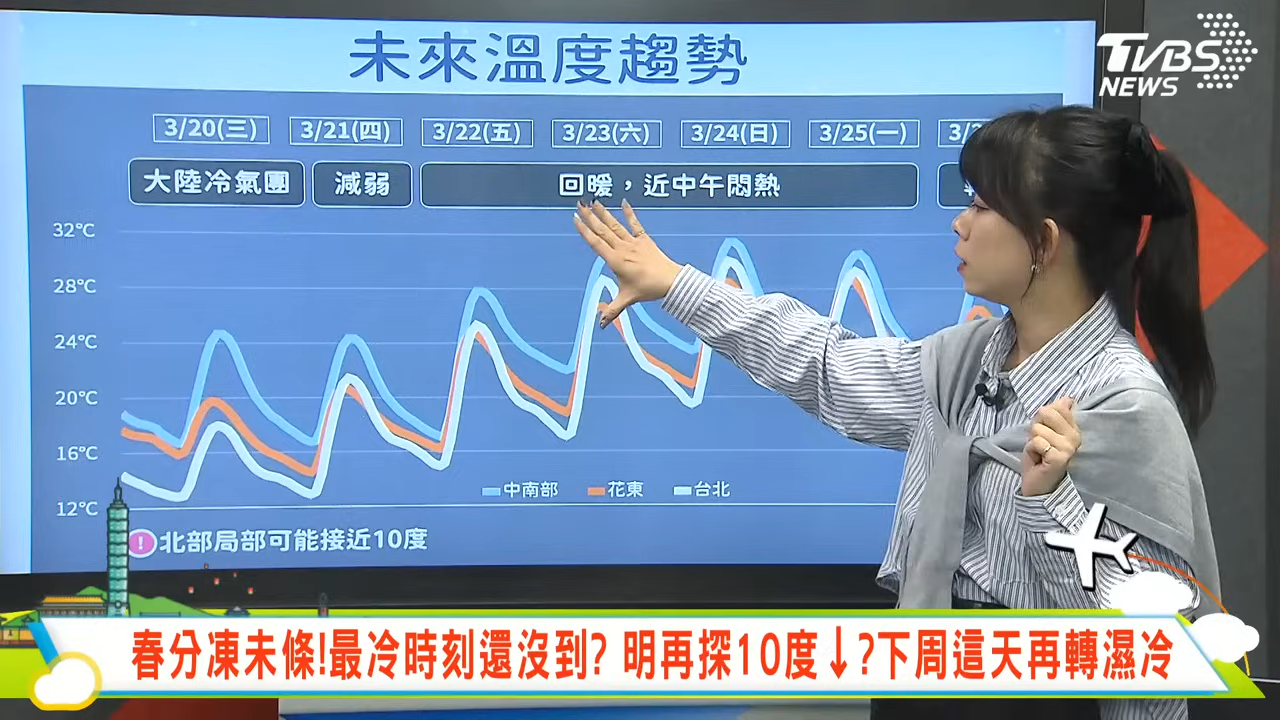 未來溫度趨勢
TVBS
NEWS
3/20(三) 3/21(四) 3/22(五) 3/23(六) 3/24(日) 3/25(一)
大陸冷氣團 減弱 回暖，近中午悶熱
32℃
28℃
24℃
20℃
16℃
12℃
中南部 花東 台北
! 北部局部可能接近10度
春分凍未條!最冷時刻還沒到? 明再探10度↓?下周這天再轉濕冷